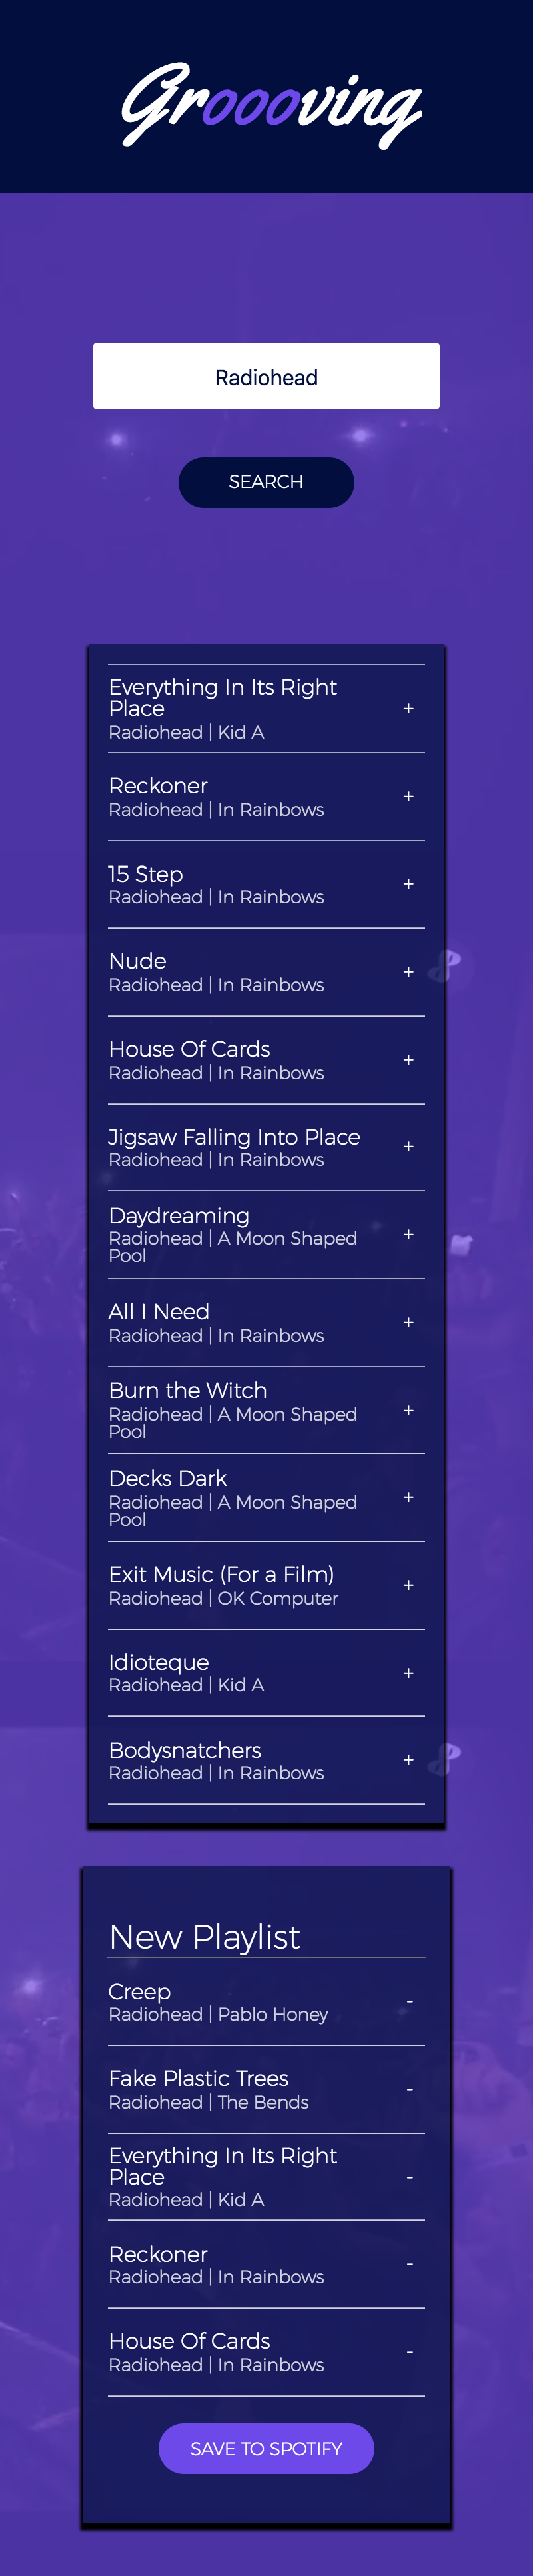 Groooving
Radiohead
SEARCH
Everything In Its Right
Place
Radiohead | Kid A
+
Reckoner
Radiohead | In Rainbows
+
15 Step
Radiohead | In Rainbows
+
Nude
Radiohead | In Rainbows
+
House Of Cards
Radiohead | In Rainbows
+
Jigsaw Falling Into Place
Radiohead | In Rainbows
+
Daydreaming
Radiohead | A Moon Shaped
Pool
+
All I Need
Radiohead | In Rainbows
+
Burn the Witch
Radiohead | A Moon Shaped
Pool
+
Decks Dark
Radiohead | A Moon Shaped
Pool
+
Exit Music (For a Film)
Radiohead | OK Computer
+
Idioteque
Radiohead | Kid A
+
Bodysnatchers
Radiohead | In Rainbows
+
New Playlist
Creep
Radiohead | Pablo Honey
-
Fake Plastic Trees
Radiohead | The Bends
-
Everything In Its Right
Place
Radiohead | Kid A
-
Reckoner
Radiohead | In Rainbows
-
House Of Cards
Radiohead | In Rainbows
-
SAVE TO SPOTIFY